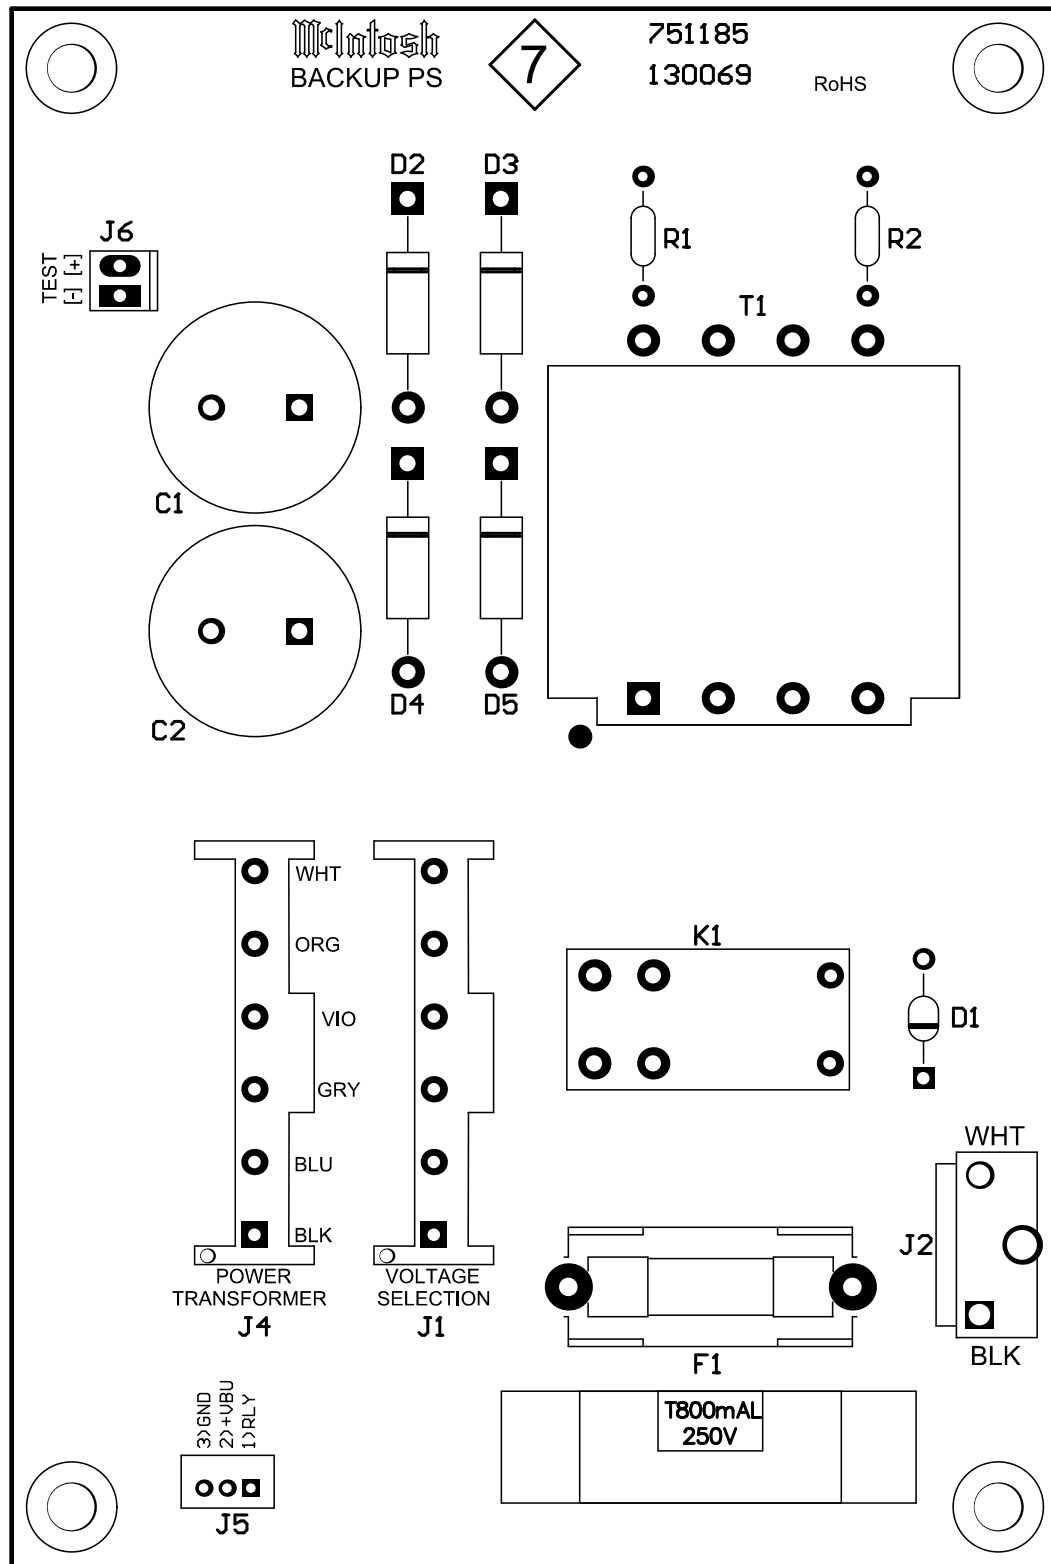 McIntosh
BACKUP PS
7
751185
130069
RoHS
D2
D3
J6
TEST
[-] [+]
R1
R2
T1
C1
C2
D4
D5
WHT
ORG
VIO
GRY
BLU
BLK
POWER
TRANSFORMER
J4
VOLTAGE
SELECTION
J1
K1
D1
WHT
J2
BLK
F1
T800mAL
250V
3)GND
2)+VBU
1)RLY
J5